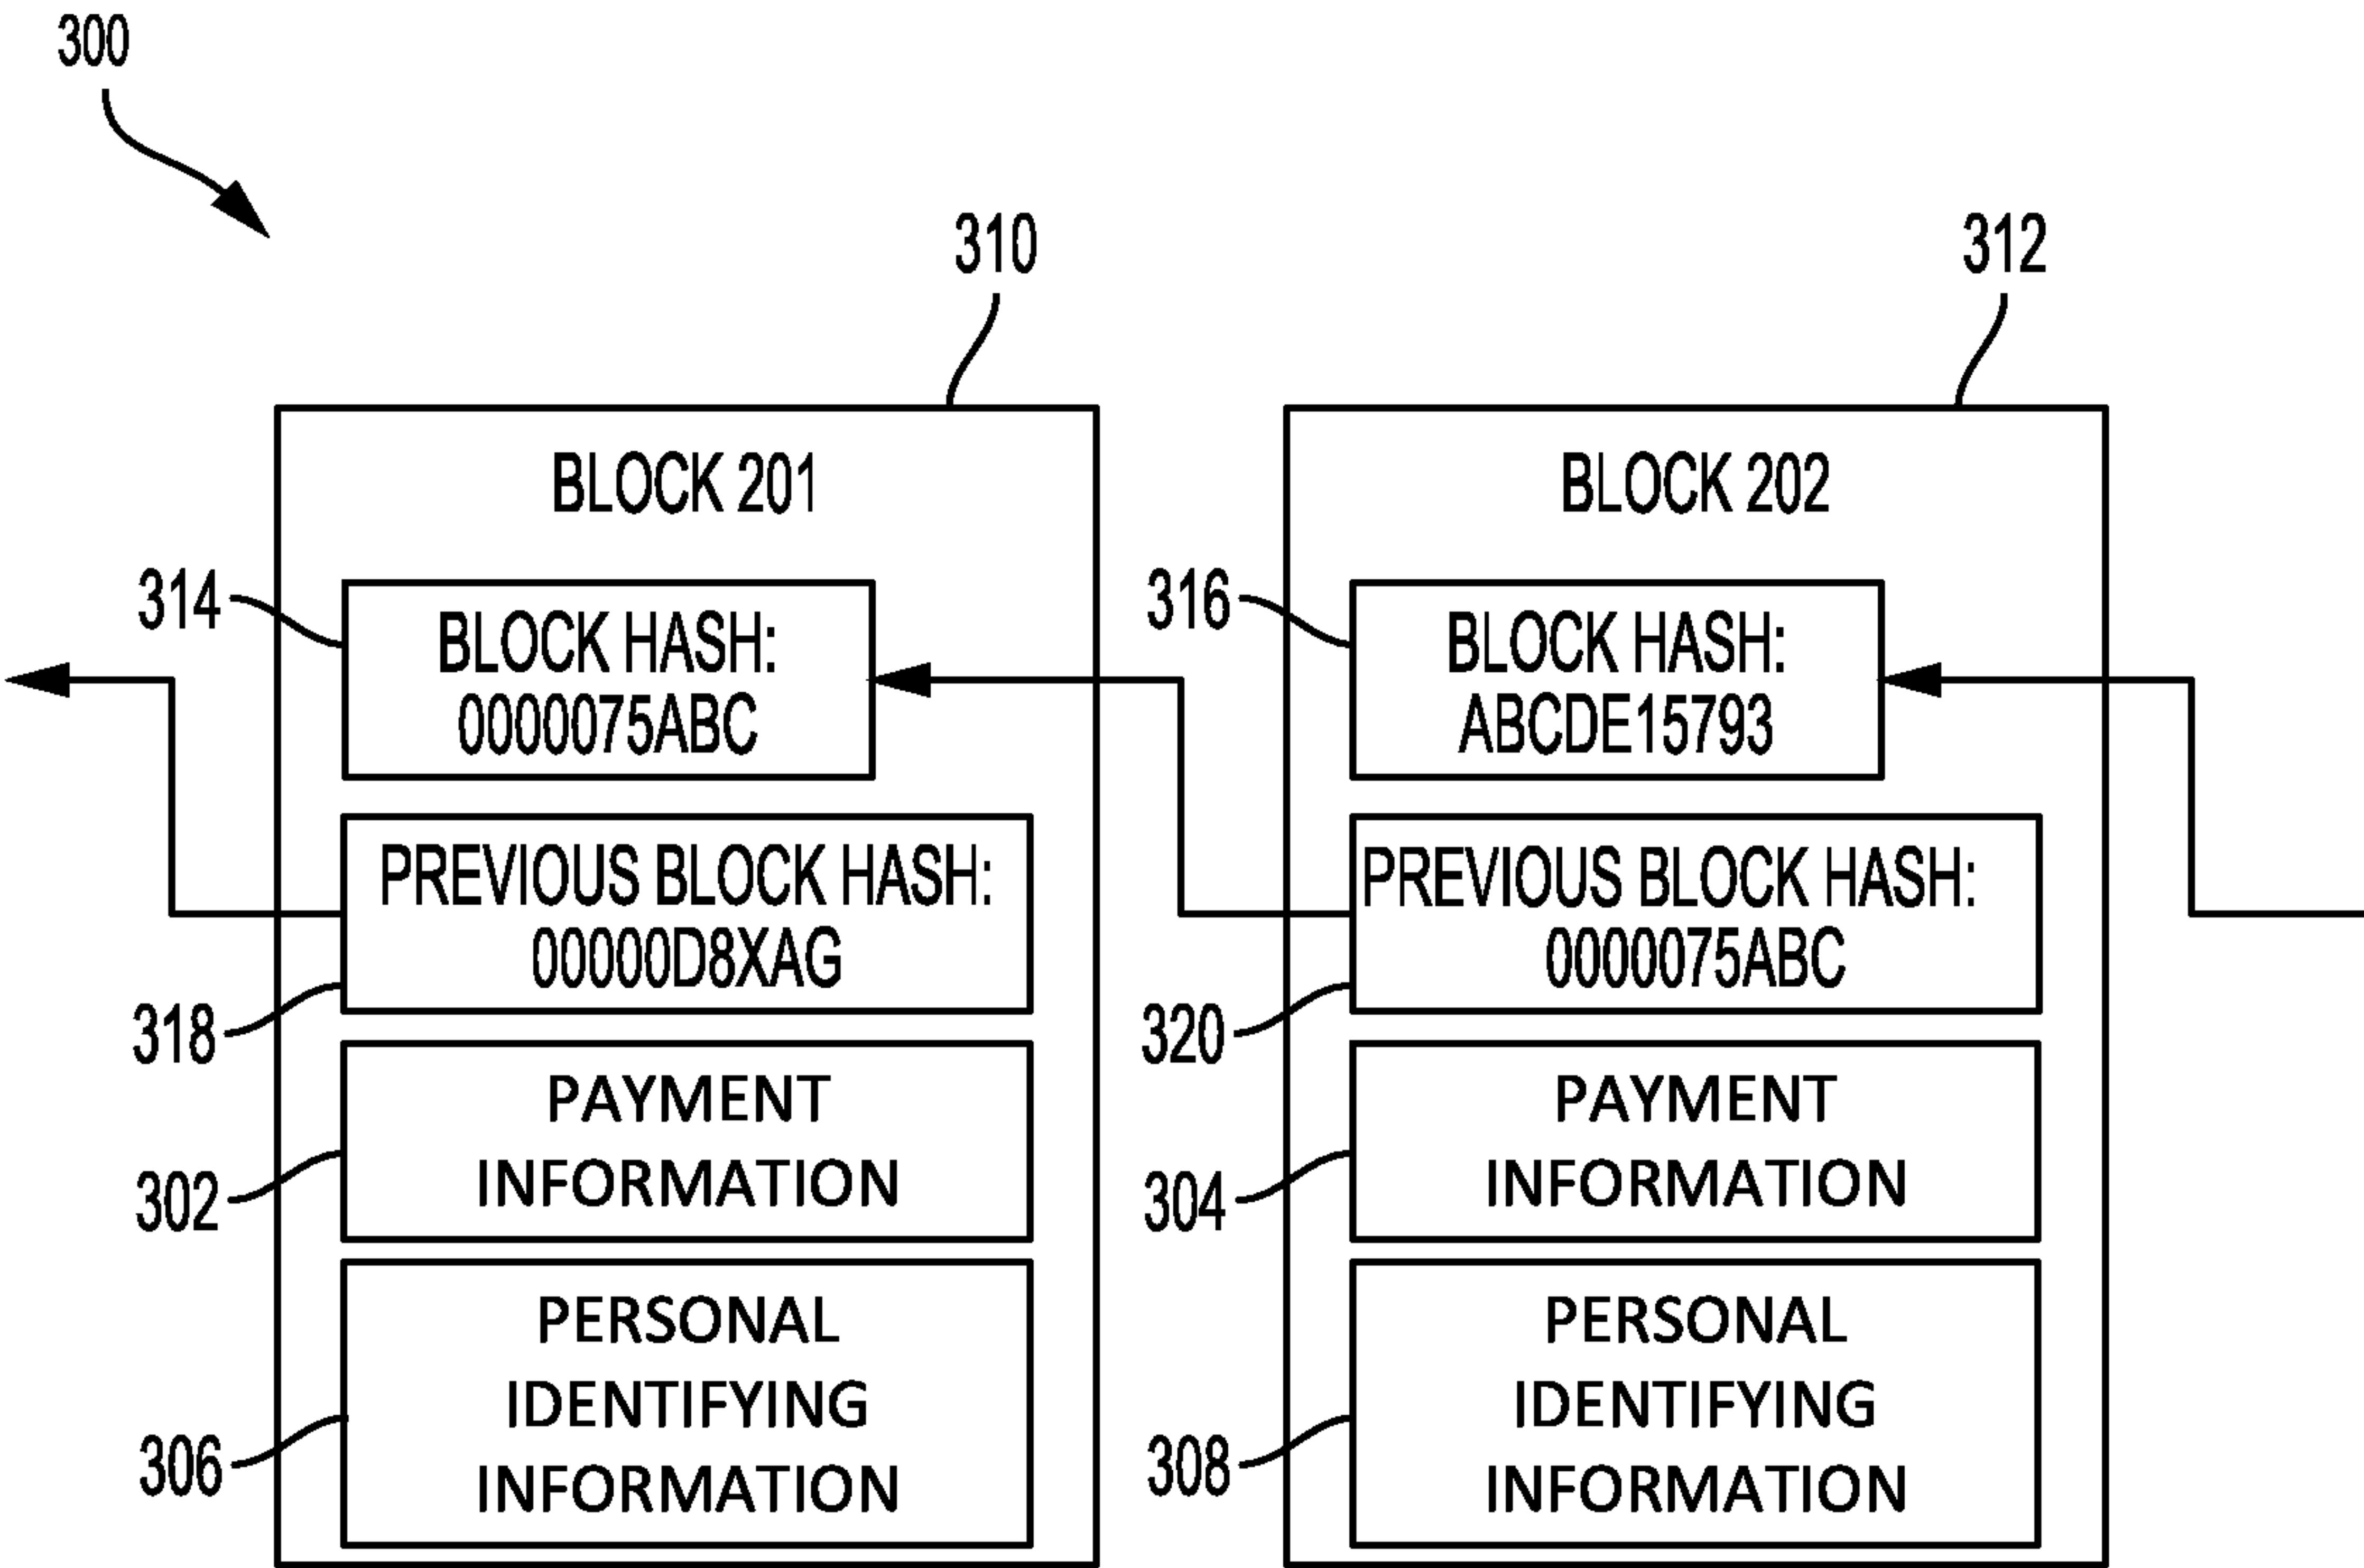 300
310
312
BLOCK 201
314
BLOCK HASH:
0000075ABC
318
PREVIOUS BLOCK HASH:
00000D8XAG
302
PAYMENT
INFORMATION
306
PERSONAL
IDENTIFYING
INFORMATION
BLOCK 202
316
BLOCK HASH:
ABCDE15793
320
PREVIOUS BLOCK HASH:
0000075ABC
304
PAYMENT
INFORMATION
308
PERSONAL
IDENTIFYING
INFORMATION